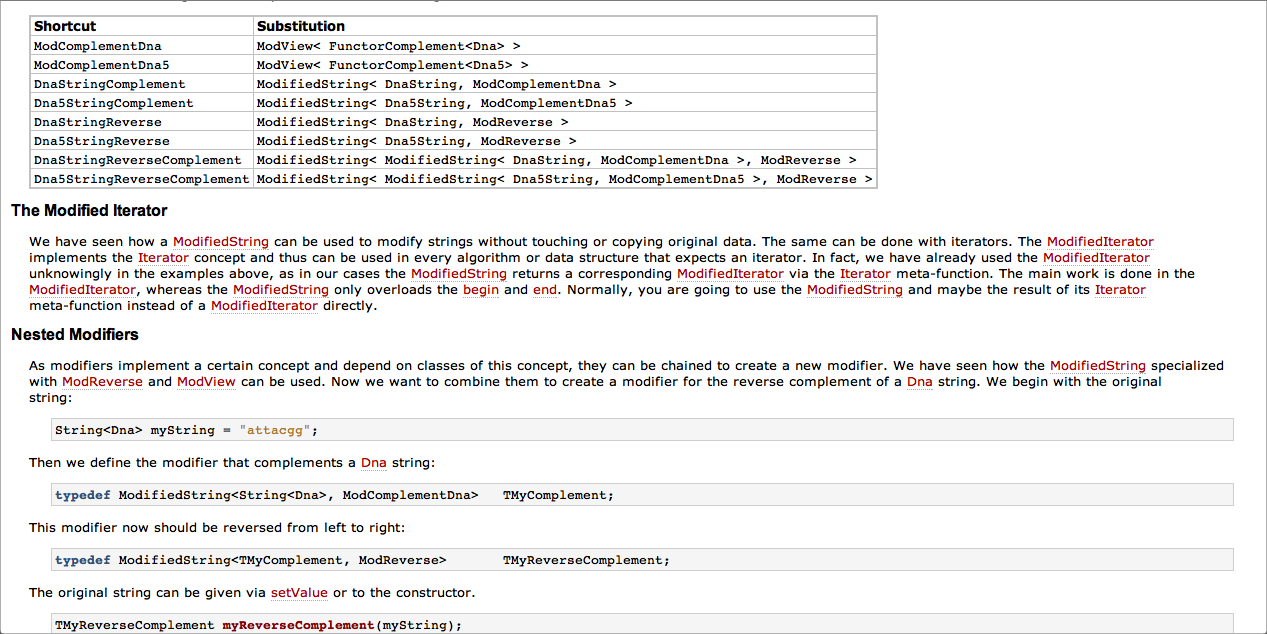 Shortcut Substitution
ModComplementDna ModView< FunctorComplement<Dna> >
ModComplementDna5 ModView< FunctorComplement<Dna5> >
DnaStringComplement ModifiedString< DnaString, ModComplementDna >
Dna5StringComplement ModifiedString< Dna5String, ModComplementDna5 >
DnaStringReverse ModifiedString< DnaString, ModReverse >
Dna5StringReverse ModifiedString< Dna5String, ModReverse >
DnaStringReverseComplement ModifiedString< ModifiedString< DnaString, ModComplementDna >, ModReverse >
Dna5StringReverseComplement ModifiedString< ModifiedString< Dna5String, ModComplementDna5 >, ModReverse >
The Modified Iterator
We have seen how a ModifiedString can be used to modify strings without touching or copying original data. The same can be done with iterators. The ModifiedIterator
implements the Iterator concept and thus can be used in every algorithm or data structure that expects an iterator. In fact, we have already used the ModifiedIterator
unknowingly in the examples above, as in our cases the ModifiedString returns a corresponding ModifiedIterator via the Iterator meta-function. The main work is done in the
ModifiedIterator, whereas the ModifiedString only overloads the begin and end. Normally, you are going to use the ModifiedString and maybe the result of its Iterator
meta-function instead of a ModifiedIterator directly.
Nested Modifiers
As modifiers implement a certain concept and depend on classes of this concept, they can be chained to create a new modifier. We have seen how the ModifiedString specialized
with ModReverse and ModView can be used. Now we want to combine them to create a modifier for the reverse complement of a Dna string. We begin with the original
string:
String<Dna> myString = "attacgg";
Then we define the modifier that complements a Dna string:
typedef ModifiedString<String<Dna>, ModComplementDna> TMyComplement;
This modifier now should be reversed from left to right:
typedef ModifiedString<TMyComplement, ModReverse> TMyReverseComplement;
The original string can be given via setValue or to the constructor.
TMyReverseComplement myReverseComplement(myString);